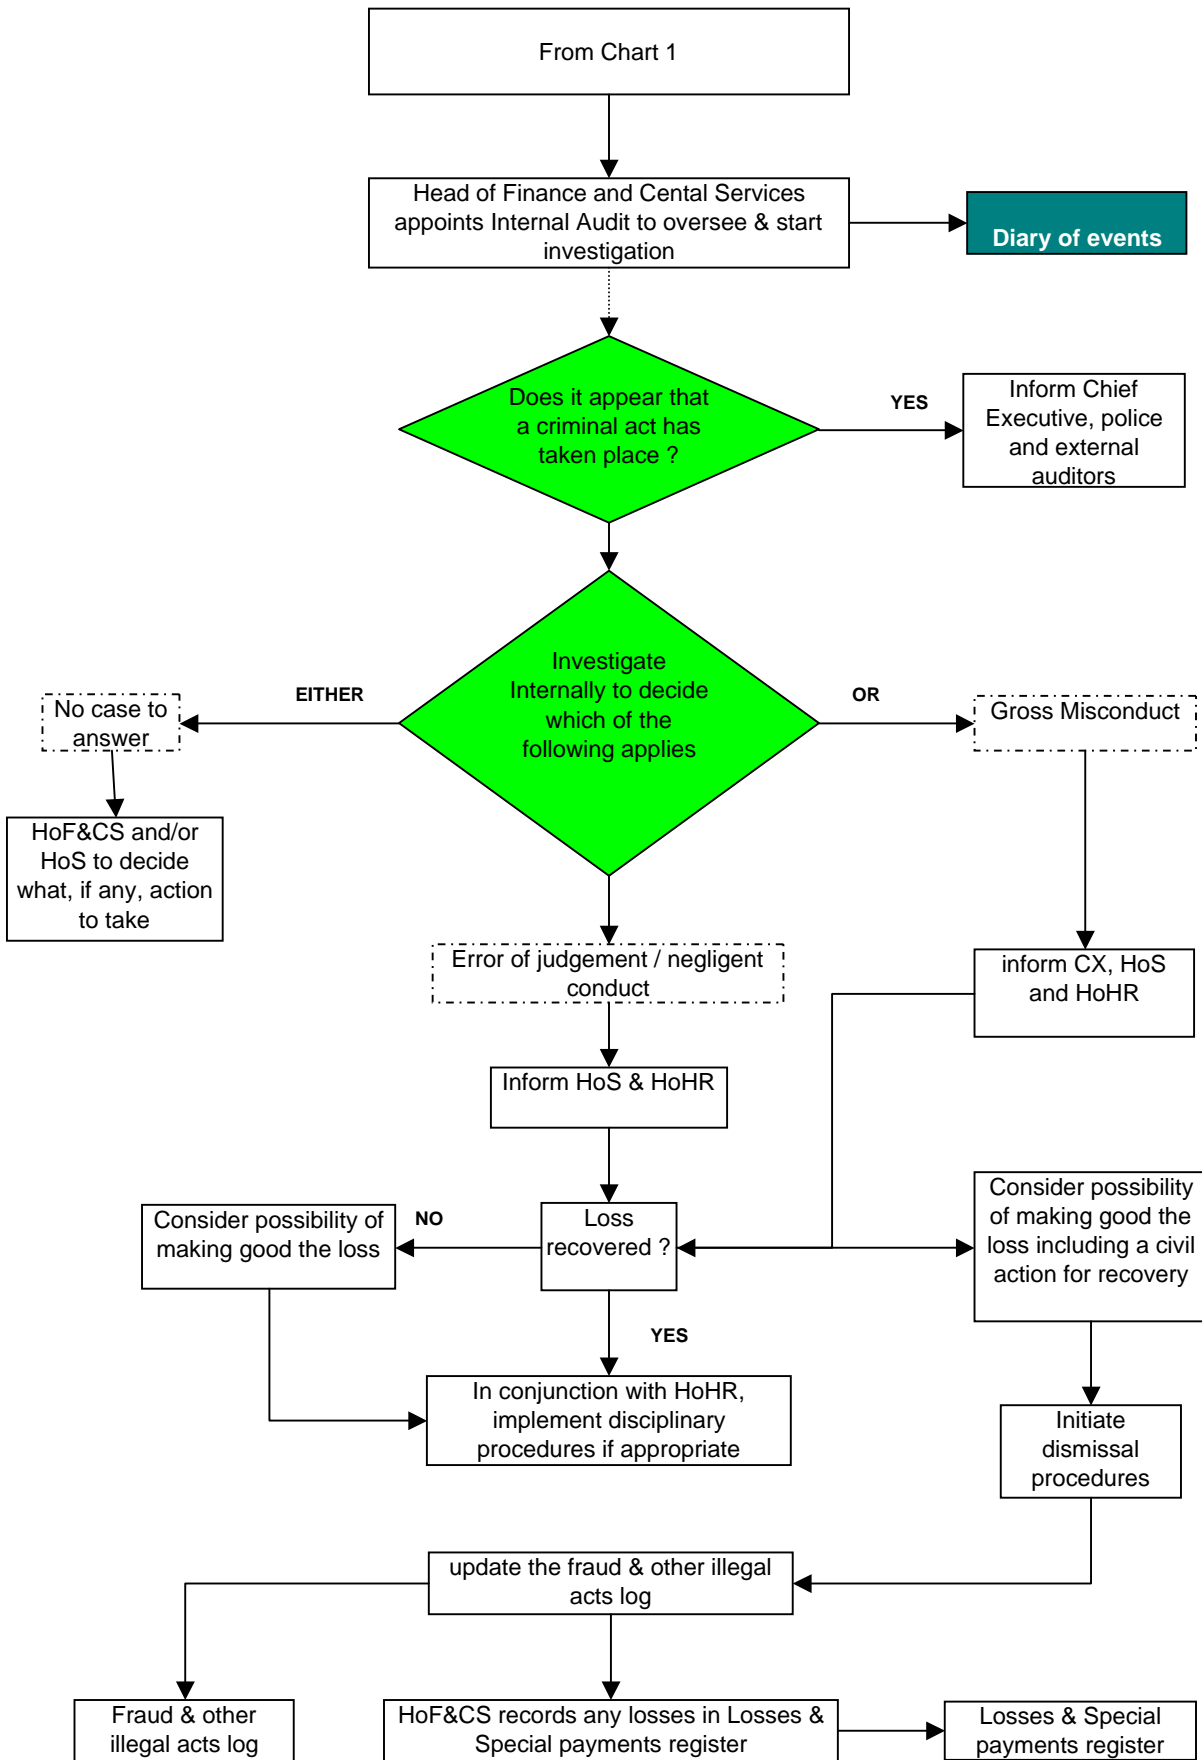 From Chart 1
Head of Finance and Cental Services
appoints Internal Audit to oversee & start
investigation
Diary of events
Does it appear that
a criminal act has
taken place ?
YES
Inform Chief
Executive, police
and external
auditors
Investigate
Internally to decide
which of the
following applies
EITHER
OR
No case to
answer
Gross Misconduct
HoF&CS and/or
HoS to decide
what, if any, action
to take
Error of judgement / negligent
conduct
inform CX, HoS
and HoHR
Inform HoS & HoHR
Consider possibility of
making good the loss
NO
Loss
recovered ?
Consider possibility
of making good the
loss including a civil
action for recovery
YES
In conjunction with HoHR,
implement disciplinary
procedures if appropriate
Initiate
dismissal
procedures
update the fraud & other illegal
acts log
Fraud & other
illegal acts log
HoF&CS records any losses in Losses &
Special payments register
Losses & Special
payments register